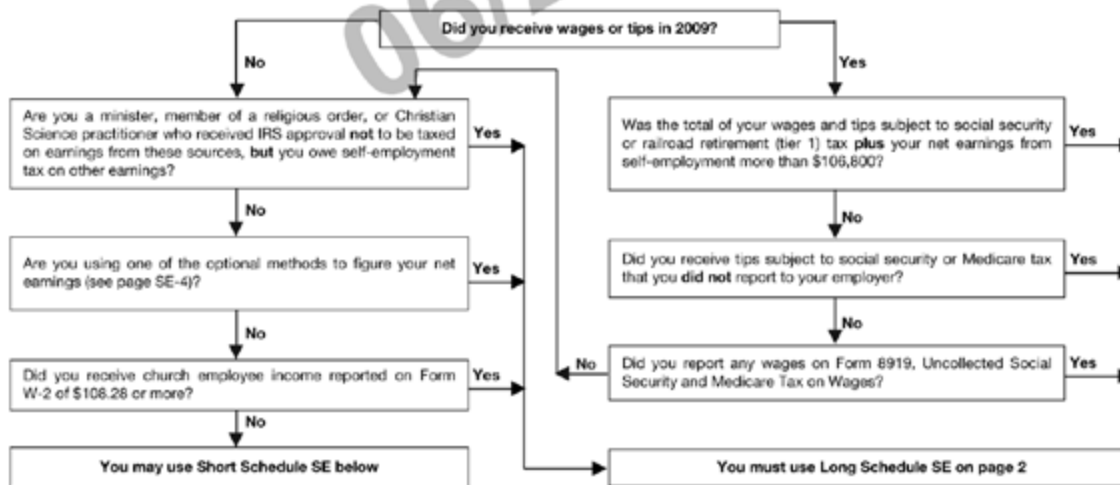 Did you receive wages or tips in 2009?
No
Yes
Are you a minister, member of a religious order, or Christian
Science practitioner who received IRS approval not to be taxed
on earnings from these sources, but you owe self-employment
tax on other earnings?
Yes
Was the total of your wages and tips subject to social security
or railroad retirement (tier 1) tax plus your net earnings from
self-employment more than $106,800?
Yes
No
No
Are you using one of the optional methods to figure your net
earnings (see page SE-4)?
Yes
Did you receive tips subject to social security or Medicare tax
that you did not report to your employer?
Yes
No
No
Did you receive church employee income reported on Form
W-2 of $108.28 or more?
Yes
No
Did you report any wages on Form 8919, Uncollected Social
Security and Medicare Tax on Wages?
Yes
No
You may use Short Schedule SE below
You must use Long Schedule SE on page 2